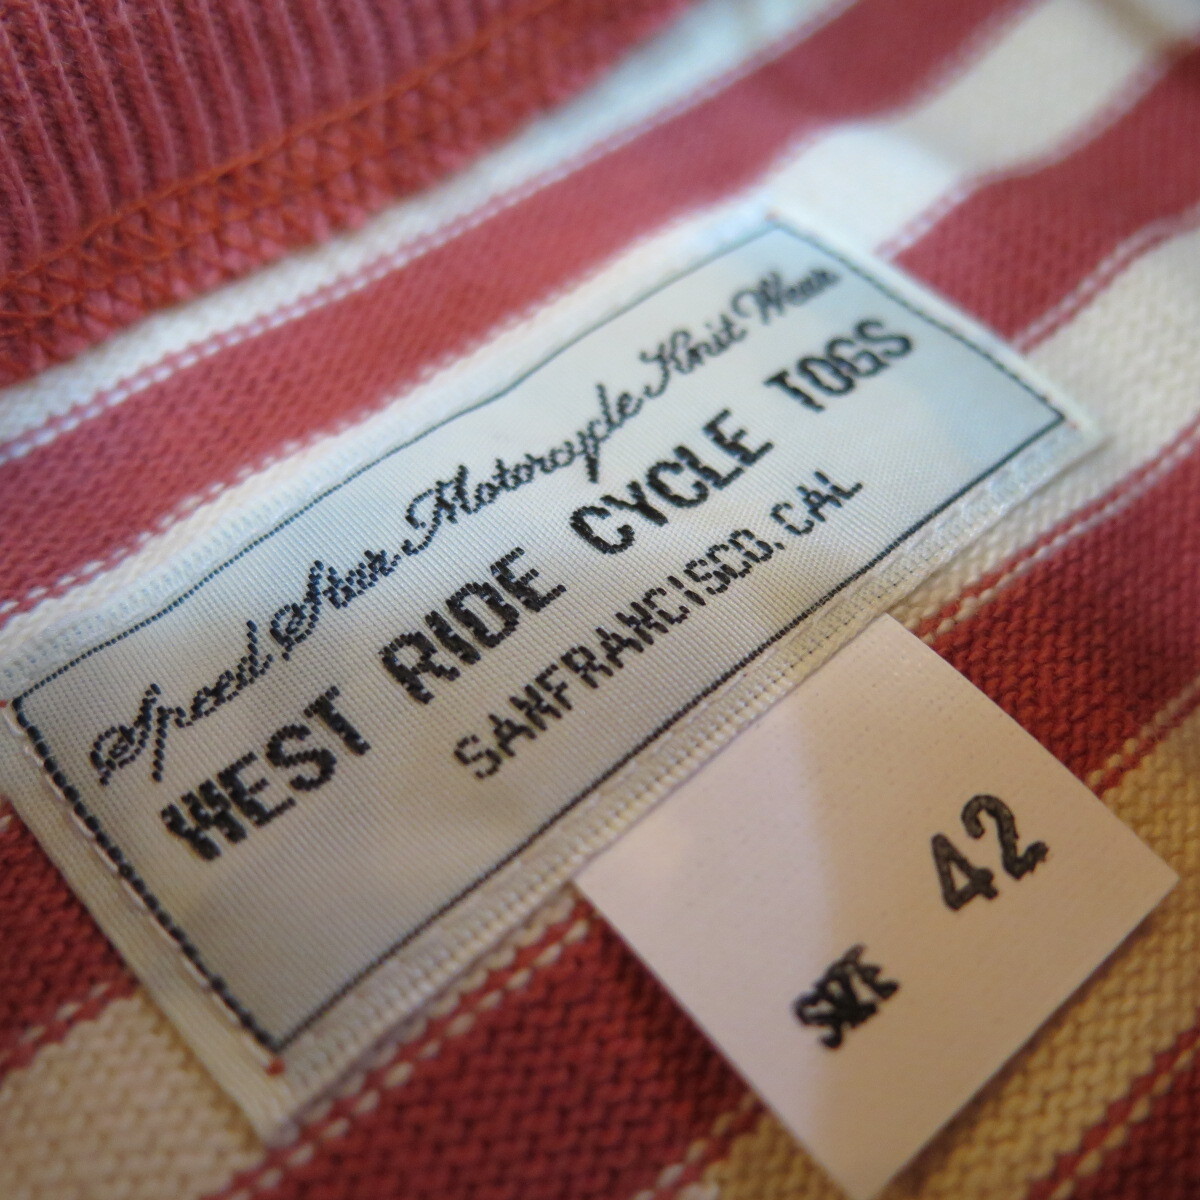 Speed Star Motorcycle Knit Wear
WEST RIDE CYCLE TOGS
SANFRANCISCO.CAL
SIZE 42